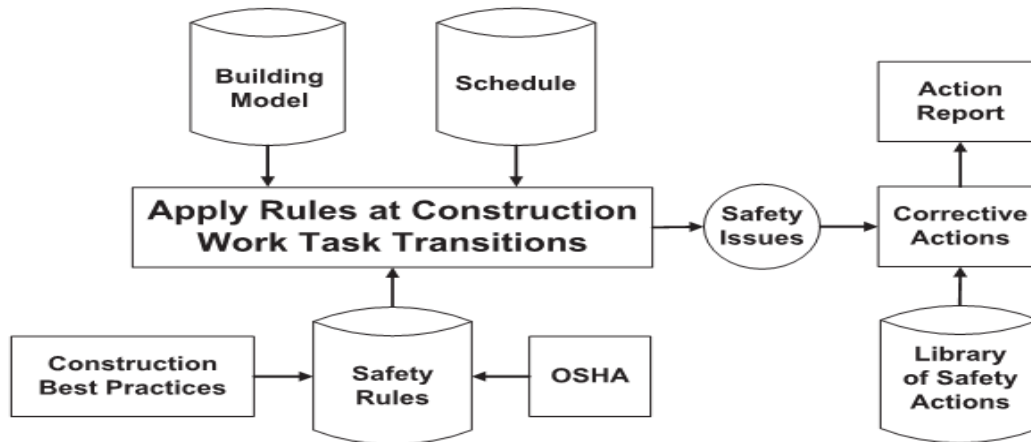 Building
Model
Schedule
Action
Report
Apply Rules at Construction
Work Task Transitions
Safety
Issues
Corrective
Actions
Construction
Best Practices
Safety
Rules
OSHA
Library
of Safety
Actions